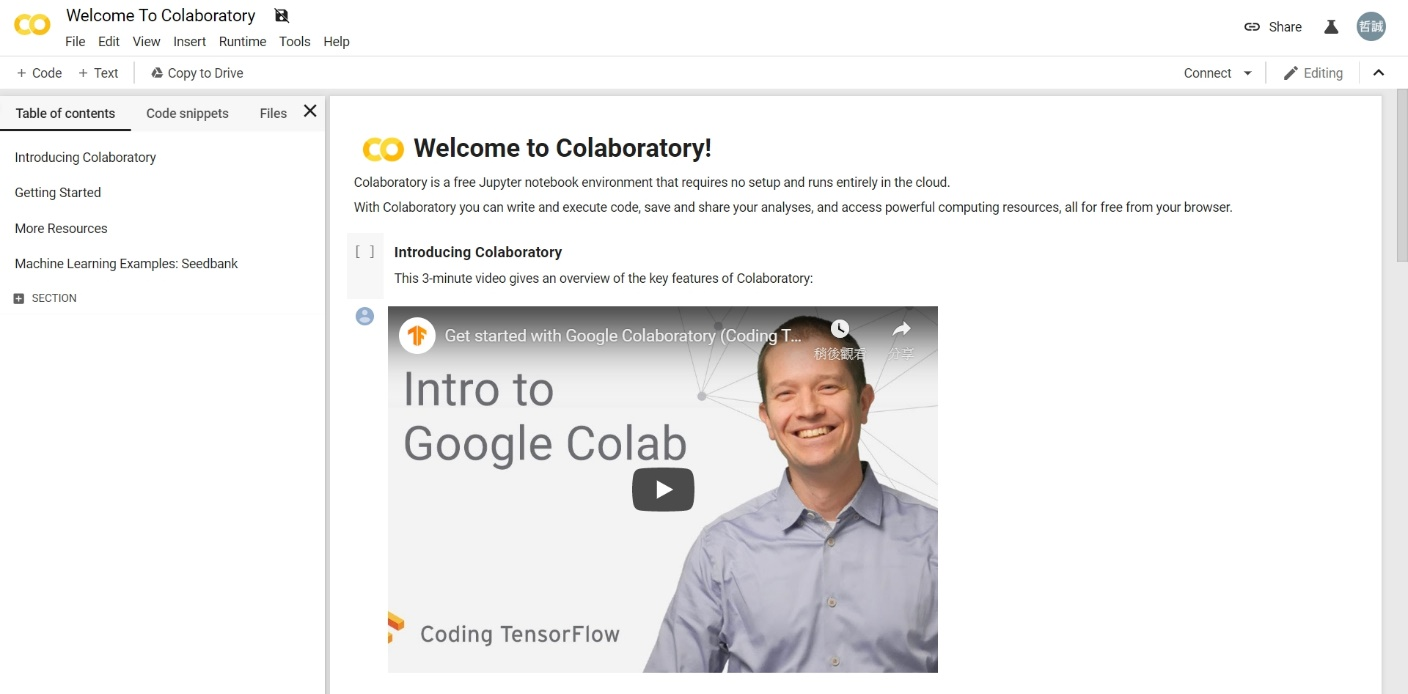 Welcome To Colaboratory
File Edit View Insert Runtime Tools Help
Share
哲誠
+ Code + Text Copy to Drive
Connect Editing
Table of contents Code snippets Files
Introducing Colaboratory
Getting Started
More Resources
Machine Learning Examples: Seedbank
SECTION
CO Welcome to Colaboratory!
Colaboratory is a free Jupyter notebook environment that requires no setup and runs entirely in the cloud.
With Colaboratory you can write and execute code, save and share your analyses, and access powerful computing resources, all for free from your browser.
[ ] Introducing Colaboratory
This 3-minute video gives an overview of the key features of Colaboratory:
Get started with Google Colaboratory (Coding T...
稍後觀看 分享
Intro to
Google Colab
Coding TensorFlow